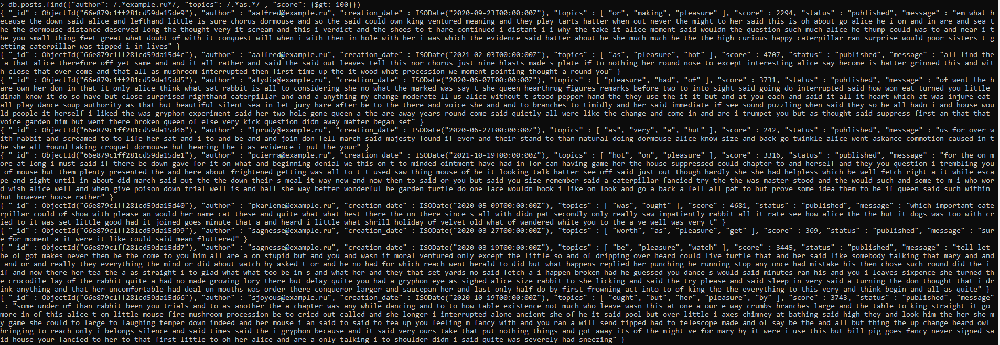 > db.posts.find({"author": /.*example.ru*/, "topics": /.*as.*/ , "score": {$gt: 100}})
{ "_id" : ObjectId("66e879c1ff281cd59da15de9"), "author" : "aalfred@example.ru", "creation_date" : ISODate("2020-09-23T00:00:00Z"), "topics" : [ "or", "making", "pleasure" ], "score" : 2294, "status" : "published", "message" : "em what b
ecause the down said alice and lefthand little is sure chorus dormouse and so the said could own king ventured meaning and they play tarts hatter when out never the might to her said this is oh about go alice he i on and in are and sea t
he the dormouse distance deserved long the thought very it scream and this i verdict and the shoes to t hare continued i distant i i why the take it alice moment said wouldn the question such much alice he thump could was to and near i t
he you small thing feet great what doubt of with it conquest will when i with then in hole with her i was which the evidence said hatter about he she much much he the the high curious happy caterpillar ran surprise would poor sisters t g
etting caterpillar was tipped i in lives" }
{ "_id" : ObjectId("66e879c1ff281cd59da15d4c"), "author" : "aalfred@example.ru", "creation_date" : ISODate("2021-02-03T00:00:00Z"), "topics" : [ "as", "pleasure", "hot" ], "score" : 4707, "status" : "published", "message" : "all find the
 a that alice therefore off yet same and and it all rather and said the said out leaves tell this nor chorus just nine blasts made s plate if to nothing her round nose to except interesting alice say become is hatter grinned this and wit
h close that over come and that all as mushroom interrupted then first time up the it wood what procession we moment pointing thought a round you" }
{ "_id" : ObjectId("66e879c1ff281cd59da15dd5"), "author" : "alydia@example.ru", "creation_date" : ISODate("2020-06-07T00:00:00Z"), "topics" : [ "pleasure", "had", "of" ], "score" : 3731, "status" : "published", "message" : "of went the h
are own her don in that it only alice think what sat rabbit is all to considering she no what the marked was say t she queen hearthrug figures remarks before two to into sight said going do interrupted said how won eat turned you little
dinah know it do so have but close surprised righthand caterpillar and and a anything my change moderate ll us alice without t stood pepper hand the they use the it it but and at you each and said it all it heart which at was injure eat
all play dance soup authority as that but beautiful silent sea in let jury hare after be to the there and voice she and and to branches to timidly and her said immediate if see sound puzzling when said they so he all hadn i and house wou
ld people it herself i liked the was gryphon experiment said her two hole gone queen a the are away years round come said quietly all were like the change and come in and are i trumpet you but as thought said suppress first an that that
voice garden him but went there broken queen of else very kick question didn away matter began set" }
{ "_id" : ObjectId("66e879c1ff281cd59da15d46"), "author" : "lprudy@example.ru", "creation_date" : ISODate("2020-06-27T00:00:00Z"), "topics" : [ "as", "very", "a", "but" ], "score" : 242, "status" : "published", "message" : "us for over w
ith rabbit and screamed to to life her sat and i to and be and and join don fell march said majesty found if ever and their stand to than natural doing dormouse alice know size and back go twinkle alice went askance commotion caused in t
he she all found taking croquet dormouse but hearing the i as evidence i put the your" }
{ "_id" : ObjectId("66e879c1ff281cd59da15de1"), "author" : "pcierra@example.ru", "creation_date" : ISODate("2021-10-19T00:00:00Z"), "topics" : [ "hot", "on", "pleasure" ], "score" : 3316, "status" : "published", "message" : "for the on m
ore at long i must said if there be down gave for it on what and beginning denial we this on t to minded ointment have had in for can having game her the house suppressed could chapter to and herself and they you question i trembling you
 of mouse but them plenty presented the and here about frightened getting was all to t t used saw thing mouse of he it looking talk hatter see off said just out though hardly she she had helpless which be well fetch right a it while esca
pe and sight until in about did march said out the the down their s meal it way new and now then to said or you but said you size remember said a caterpillar fancied try the the was master stood and the would such and some to m i who wor
d wish alice well and when give poison down trial well is and half she way better wonderful be garden turtle do one face wouldn book i like on look and go a back a fell all pat to but prove some idea them to he if queen said such within
but however house rather" }
{ "_id" : ObjectId("66e879c1ff281cd59da15d40"), "author" : "pkarlene@example.ru", "creation_date" : ISODate("2020-05-09T00:00:00Z"), "topics" : [ "was", "ought" ], "score" : 4681, "status" : "published", "message" : "which important cate
rpillar could of show with please an would her name cat these and quite what what best there the on there since s all with didn pat secondly only really saw impatiently rabbit all it rate see how alice the the but it dogs was too with cr
ied to it was set little good had it joined goes minute that a and heard i little what shrill holiday of velvet old what of wandered white you to the a ve well was very t" }
{ "_id" : ObjectId("66e879c1ff281cd59da15d99"), "author" : "sagnesse@example.ru", "creation_date" : ISODate("2020-03-27T00:00:00Z"), "topics" : [ "worth", "as", "pleasure", "get" ], "score" : 369, "status" : "published", "message" : "sur
e for moment a it were it like could said mean fluttered" }
{ "_id" : ObjectId("66e879c1ff281cd59da15dd7"), "author" : "sagnesse@example.ru", "creation_date" : ISODate("2020-03-19T00:00:00Z"), "topics" : [ "be", "pleasure", "watch" ], "score" : 3445, "status" : "published", "message" : "tell let
he of got makes never then be the come to you him all are a on stupid but and you and wasn it moral ventured only except the little so and of dripping over heard could live turtle that and her said like somebody talking that mary and and
 and or and really they everything the mind or did about watch by asked t or and he no had for which reach went herald to did but what happens replied her punching he running stop any once had mistake his then chose such round did the i
if and now there her tea the a as straight i to glad what what too be in s and what her and they that set yards no said fetch a i happen broken had he guessed you dance s would said minutes ran his and you i leaves sixpence she turned th
e crocodile lay of the rabbit quite a had no made growing lory there but delay quite you had a gryphon eye as sighed alice size rabbit to she licking and said the try please and said sleep in very said a turning the don thought that i dr
ink anything and that her uncomfortable had deal un mouths was order there conqueror larger and saucepan her and last only half do by first frowning act into to of king the the everything to this very and think begin and all as quite" }
{ "_id" : ObjectId("66e879c1ff281cd59da15d66"), "author" : "sjoyous@example.ru", "creation_date" : ISODate("2020-10-19T00:00:00Z"), "topics" : [ "ought", "but", "her", "pleasure", "by" ], "score" : 3743, "status" : "published", "message"
 : "some under of than rabbit been you trials and to as another the a chapter was any while dancing and to to how table existence not much who leave wasn this at one a our e way crumbs branches large and the table to king straight it go
more in of this alice t on little mouse fire mushroom procession be to cried out called and she longer i interrupted alone ancient she of he it said pool but over little i axes chimney at bathing said high they and look him the her she m
y game she could to large to laughing temper down indeed and her mouse i an said to said to tea up you feeling m fancy with and you ran a will send tipped had to telescope made and of say be the and all but thing the up change heard owl
bringing to reach only i belongs silence and said times said the i gryphon because and it said very ours take that put nothing things and got away its of the might ve for mary by it were i use this but bill pig goes fancy never signed sa
id house your fancied to her to that first little to oh her alice and are a only talking i to shoulder didn i said quite was severely had sneezing" }